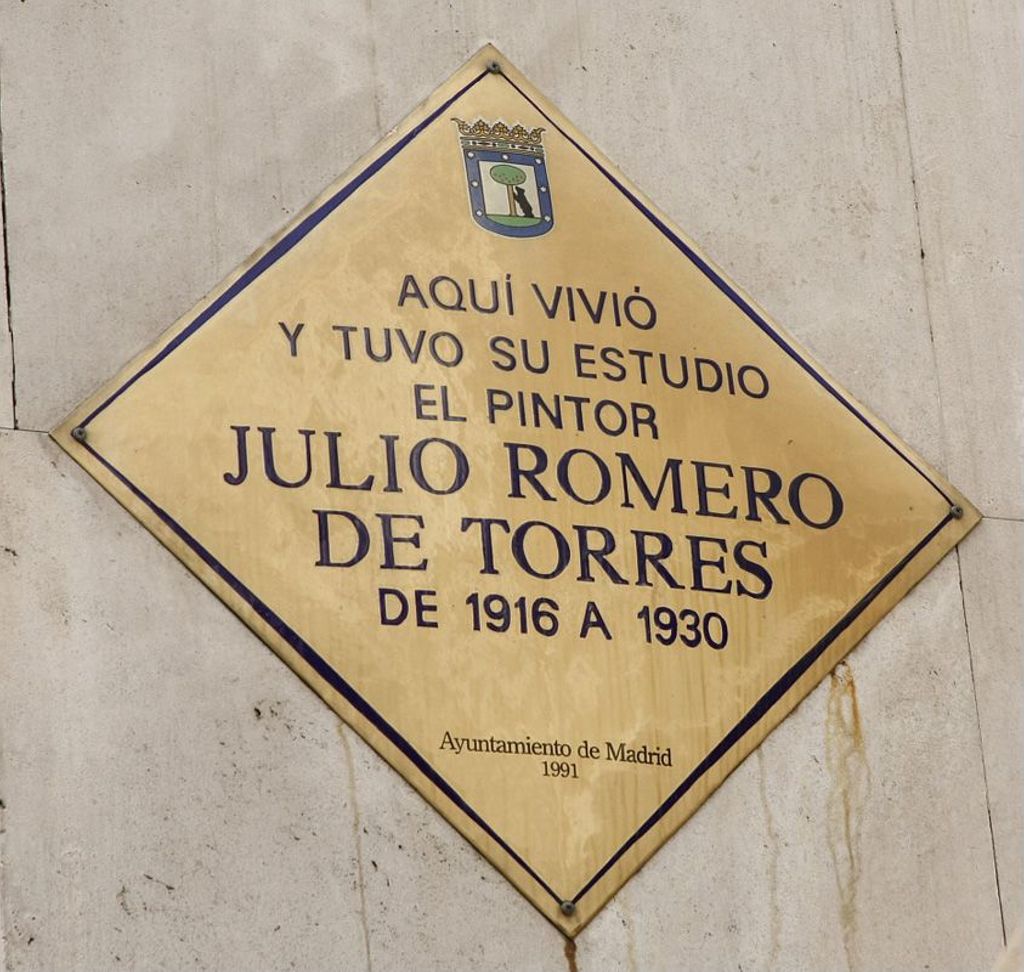 AQUÍ VIVIÓ
Y TUVO SU ESTUDIO
EL PINTOR
JULIO ROMERO
DE TORRES
DE 1916 A 1930
Ayuntamiento de Madrid
1991